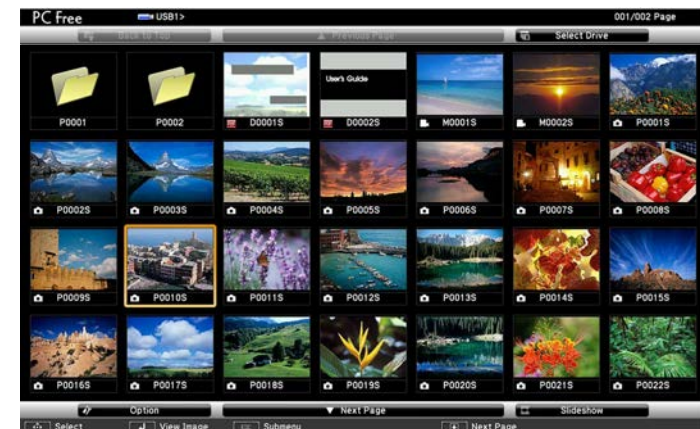 PC Free USB1> 001/002 Page
Back to Top Previous Page Select Drive
User's Guide
P0001 P0002 D0001S D0002S M0001S M0002S P0001S
P0002S P0003S P0004S P0005S P0006S P0007S P0008S
P0009S P0010S P0011S P0012S P0013S P0014S P0015S
P0016S P0017S P0018S P0019S P0020S P0021S P0022S
Option Next Page Slideshow
Select View Image Esc Submenu Next Page